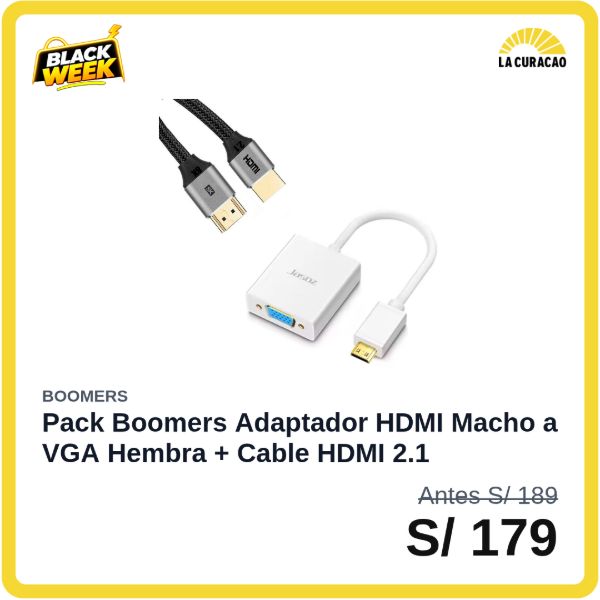 BLACK
WEEK
LA CURACAO
8K
HDMI
BOOMERS
Pack Boomers Adaptador HDMI Macho a
VGA Hembra + Cable HDMI 2.1
Antes S/ 189
S/ 179